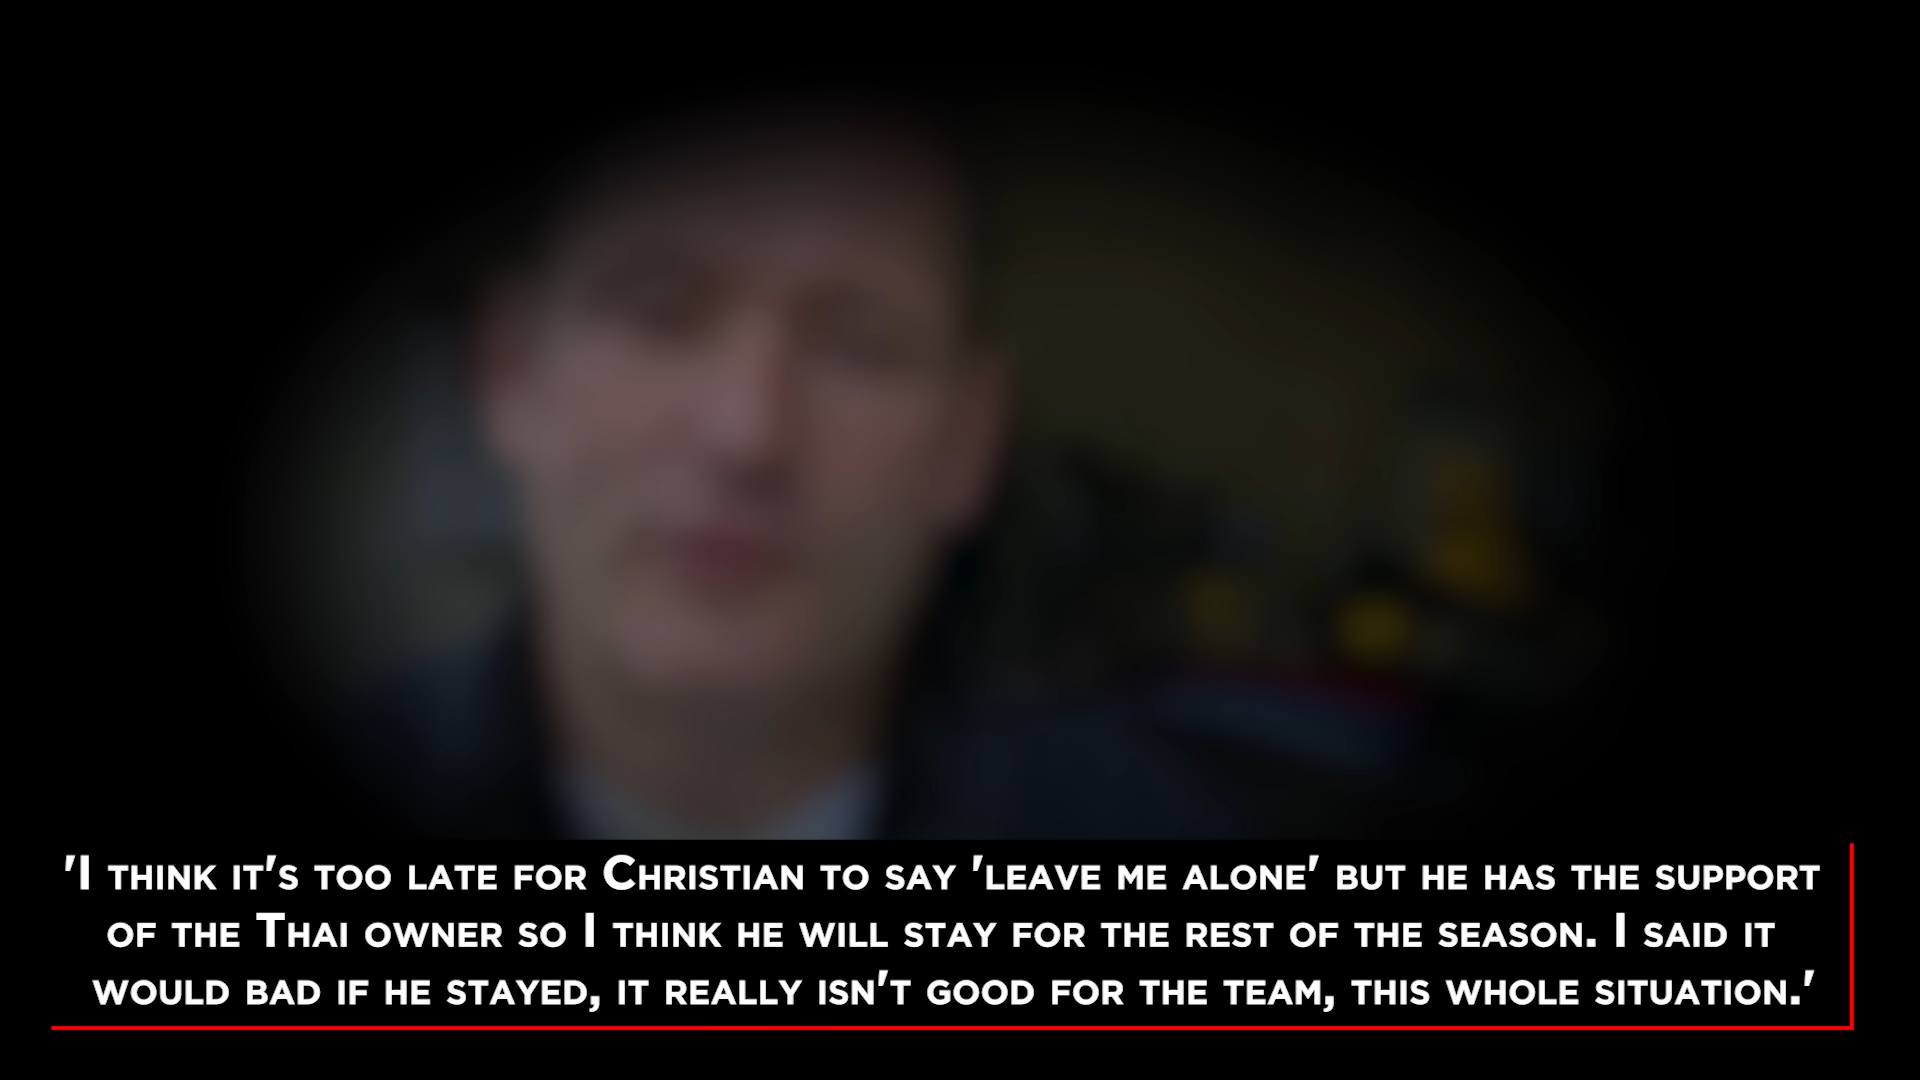 'I think it's too late for Christian to say 'leave me alone' but he has the support
of the Thai owner so I think he will stay for the rest of the season. I said it
would bad if he stayed, it really isn't good for the team, this whole situation.'